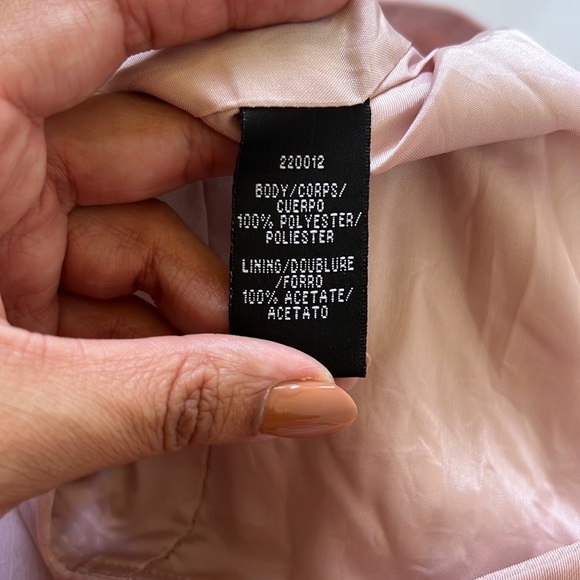 220012
BODY/CORPS/
CUERPO
100% POLYESTER/
POLIESTER
LINING/DOUBLURE
/FORRO
100% ACETATE/
ACETATO